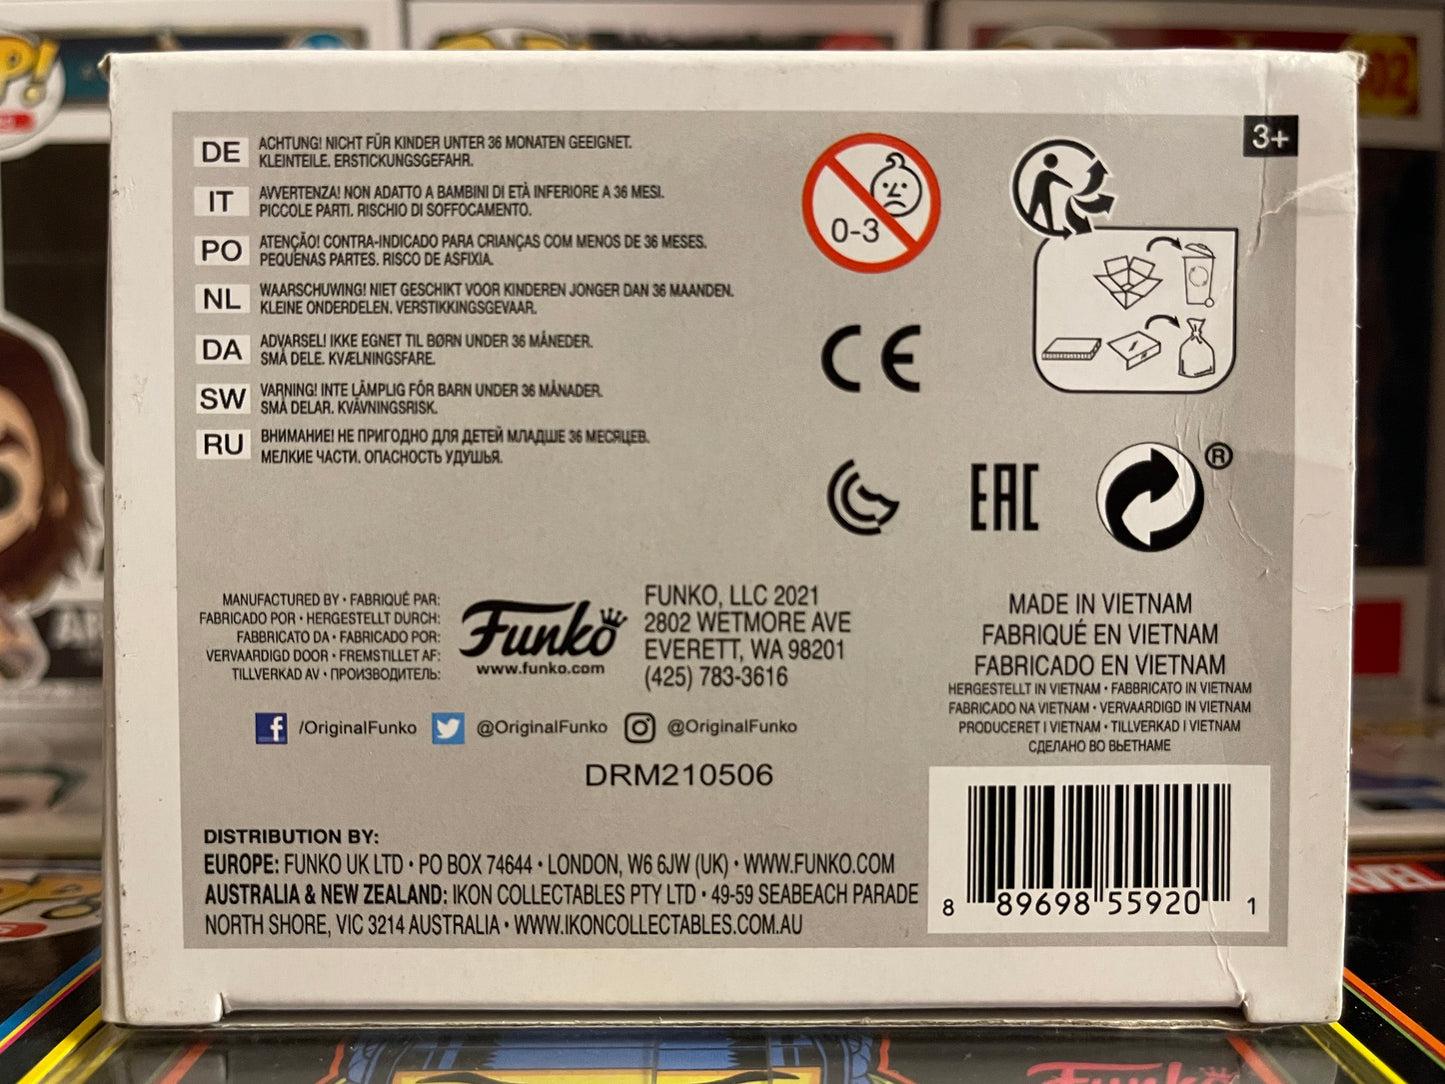 3+
DE ACHTUNG! NICHT FÜR KINDER UNTER 36 MONATEN GEEIGNET.
KLEINTEILE. ERSTICKUNGSGEFAHR.
IT AVVERTENZA! NON ADATTO A BAMBINI DI ETÀ INFERIORE A 36 MESI.
PICCOLE PARTI. RISCHIO DI SOFFOCAMENTO.
PO ATENÇÃO! CONTRA-INDICADO PARA CRIANÇAS COM MENOS DE 36 MESES.
PEQUENAS PARTES. RISCO DE ASFIXIA.
NL WAARSCHUWING! NIET GESCHIKT VOOR KINDEREN JONGER DAN 36 MAANDEN.
KLEINE ONDERDELEN. VERSTIKKINGSGEVAAR.
DA ADVARSEL! IKKE EGNET TIL BØRN UNDER 36 MÅNEDER.
SMÅ DELE. KVÆLNINGSFARE.
SW VARNING! INTE LÄMPLIG FÖR BARN UNDER 36 MÅNADER.
SMÅ DELAR. KVÄVNINGSRISK.
RU ВНИМАНИЕ! НЕ ПРИГОДНО ДЛЯ ДЕТЕЙ МЛАДШЕ 36 МЕСЯЦЕВ.
МЕЛКИЕ ЧАСТИ. ОПАСНОСТЬ УДУШЬЯ.
0-3
CE
EAC
®
MANUFACTURED BY • FABRIQUÉ PAR:
FABRICADO POR • HERGESTELLT DURCH:
FABBRICATO DA • FABRICADO POR:
VERVAARDIGD DOOR • FREMSTILLET AF:
TILLVERKAD AV • ПРОИЗВОДИТЕЛЬ:
Funko
www.funko.com
FUNKO, LLC 2021
2802 WETMORE AVE
EVERETT, WA 98201
(425) 783-3616
MADE IN VIETNAM
FABRIQUÉ EN VIETNAM
FABRICADO EN VIETNAM
HERGESTELLT IN VIETNAM • FABBRICATO IN VIETNAM
FABRICADO NA VIETNAM • VERVAARDIGD IN VIETNAM
PRODUCERET I VIETNAM • TILLVERKAD I VIETNAM
СДЕЛАНО ВО ВЬЕТНАМЕ
/OriginalFunko @OriginalFunko @OriginalFunko
DRM210506
DISTRIBUTION BY:
EUROPE: FUNKO UK LTD • PO BOX 74644 • LONDON, W6 6JW (UK) • WWW.FUNKO.COM
AUSTRALIA & NEW ZEALAND: IKON COLLECTABLES PTY LTD • 49-59 SEABEACH PARADE
NORTH SHORE, VIC 3214 AUSTRALIA • WWW.IKONCOLLECTABLES.COM.AU
8 89698 55920 1
Funko